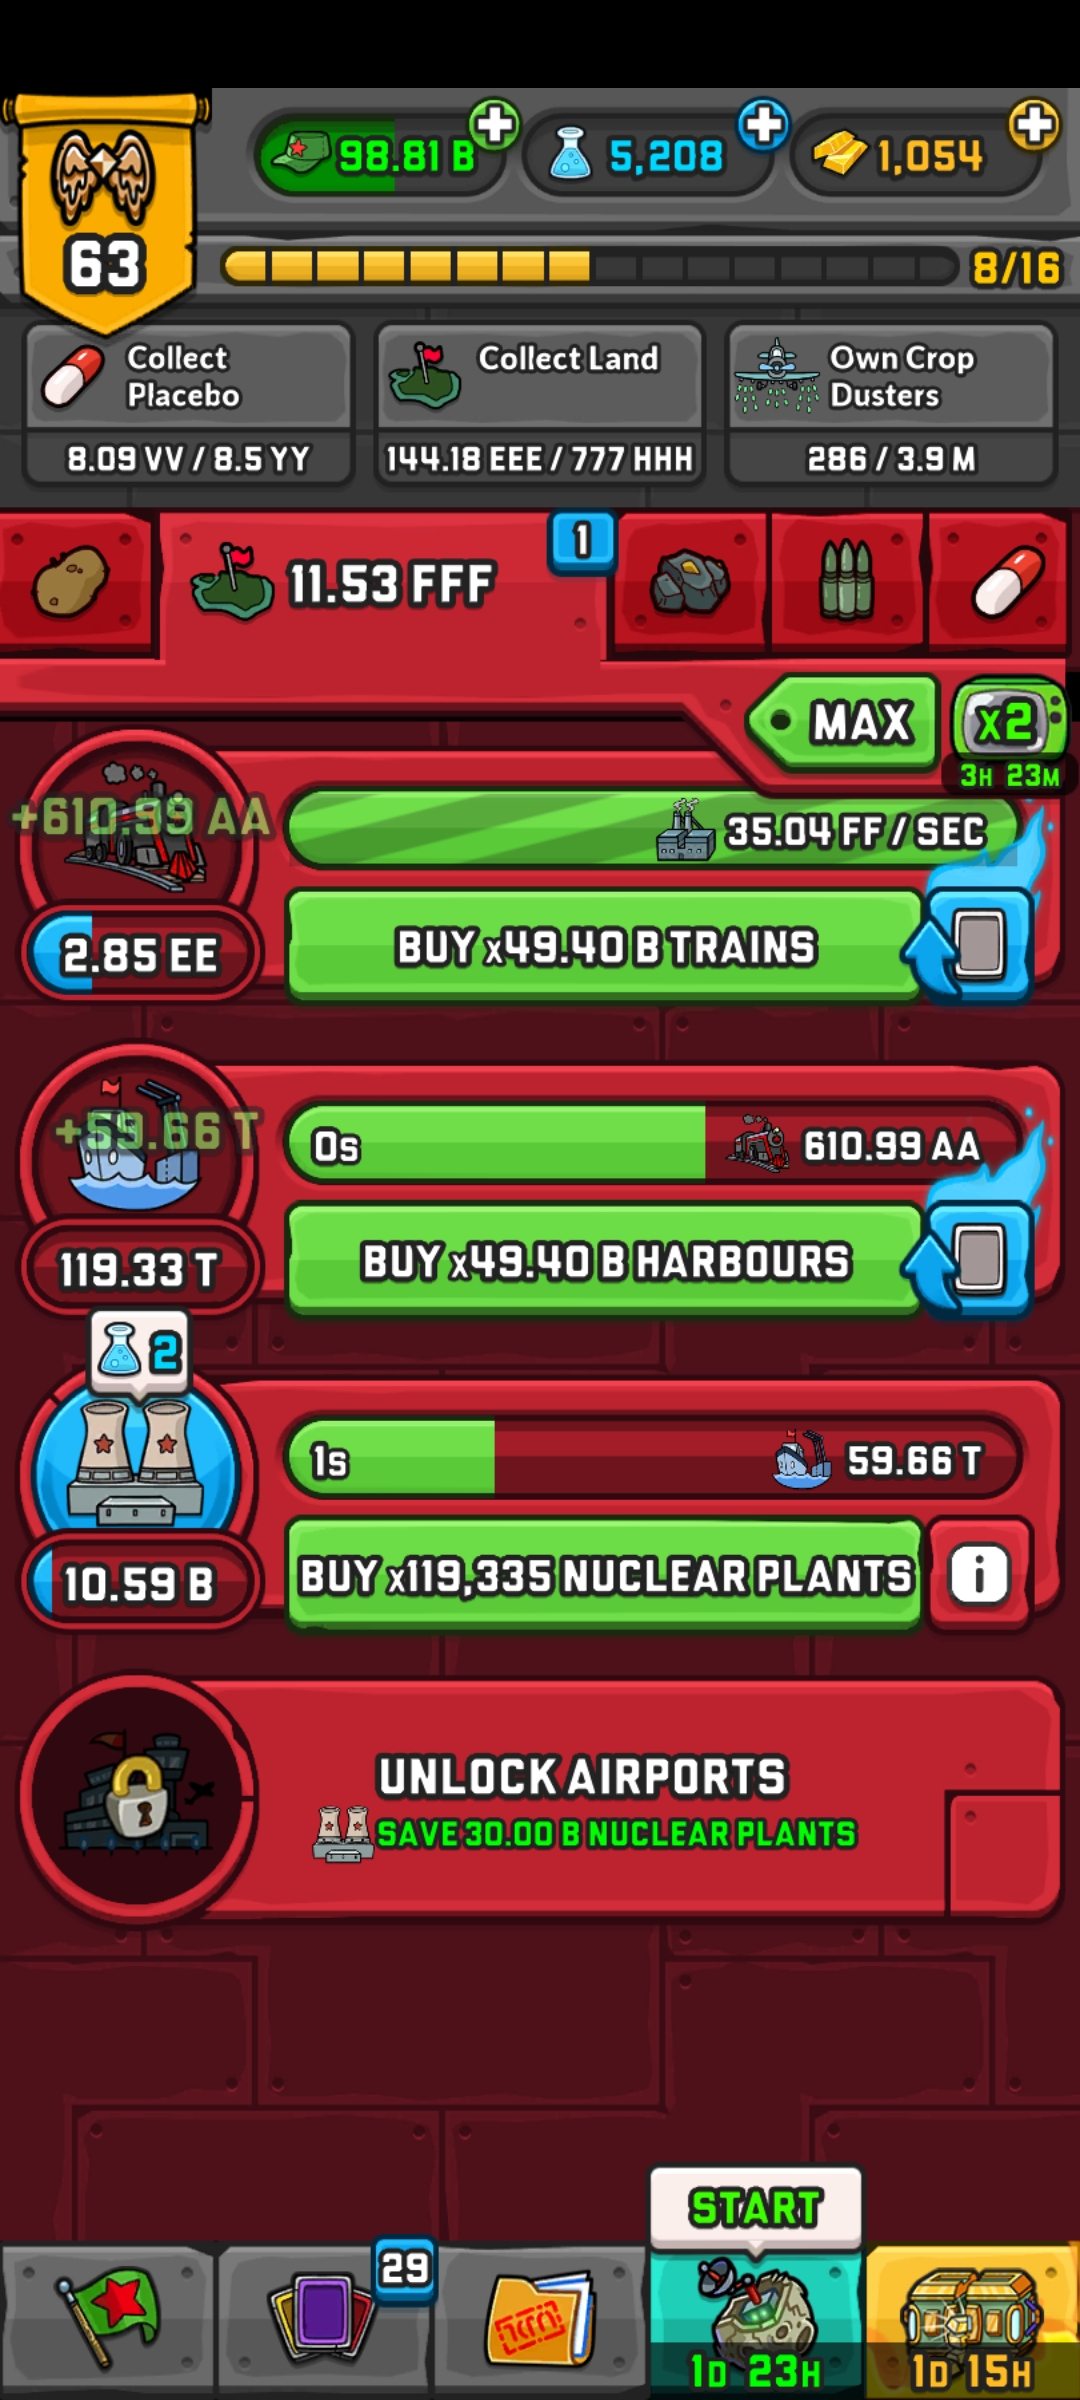 98.81 B
5,208
1,054
63
8/16
Collect
Placebo
8.09 VV / 8.5 YY
Collect Land
144.18 EEE / 777 HHH
Own Crop
Dusters
286 / 3.9 M
11.53 FFF
1
MAX
x2
3H 23M
+610.99 AA
35.04 FF / SEC
2.85 EE
BUY x49.40 B TRAINS
+59.66 T
0s
610.99 AA
119.33 T
BUY x49.40 B HARBOURS
2
1s
59.66 T
10.59 B
BUY x119,335 NUCLEAR PLANTS
i
UNLOCK AIRPORTS
SAVE 30.00 B NUCLEAR PLANTS
START
29
1D 23H
1D 15H